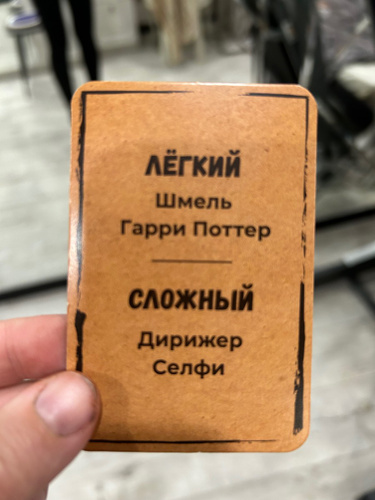 ЛЁГКИЙ
Шмель
Гарри Поттер
СЛОЖНЫЙ
Дирижер
Селфи